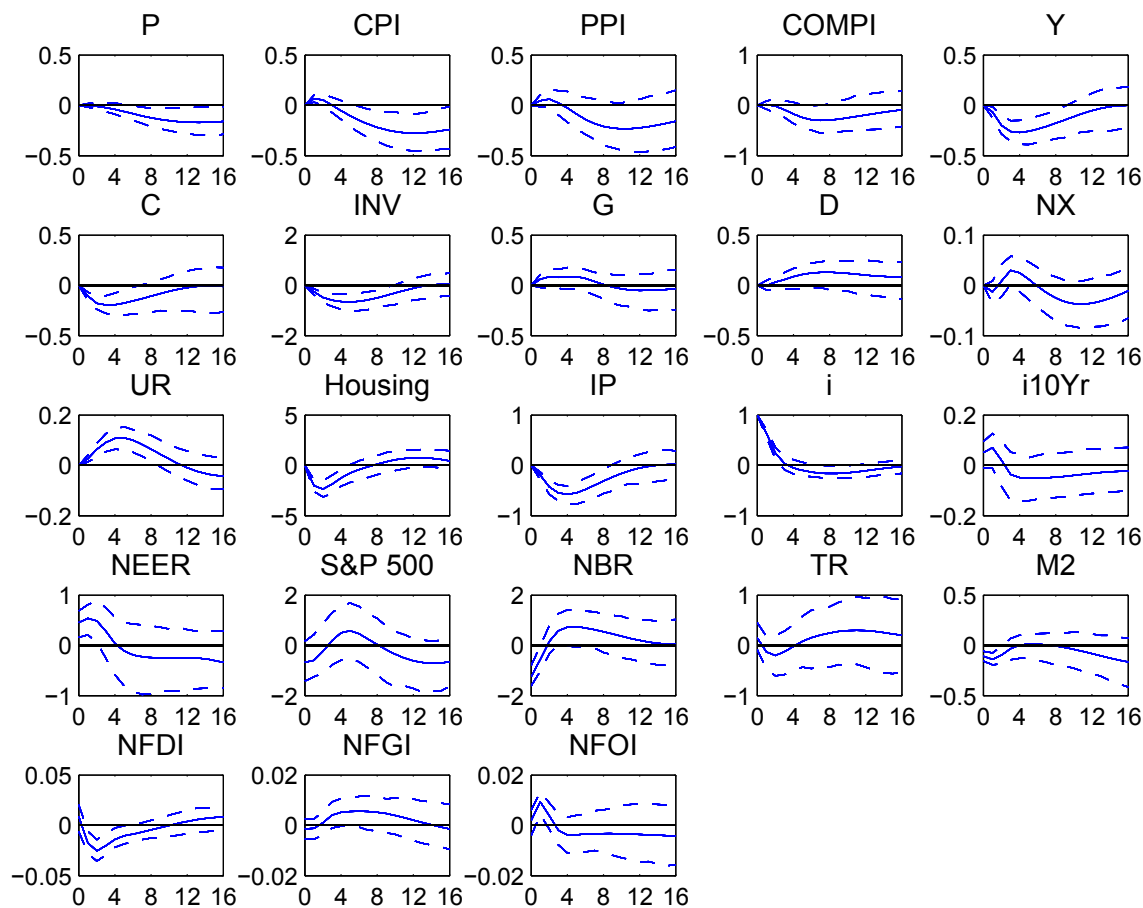 P CPI PPI COMPI Y
0.5 0.5 0.5 1 0.5
0 0 0 0 0
−0.5 −0.5 −0.5 −1 −0.5
0 4 8 12 16 0 4 8 12 16 0 4 8 12 16 0 4 8 12 16 0 4 8 12 16
C INV G D NX
0.5 2 0.5 0.5 0.1
0 0 0 0 0
−0.5 −2 −0.5 −0.5 −0.1
0 4 8 12 16 0 4 8 12 16 0 4 8 12 16 0 4 8 12 16 0 4 8 12 16
UR Housing IP i i10Yr
0.2 5 1 1 0.2
0 0 0 0 0
−0.2 −5 −1 −1 −0.2
0 4 8 12 16 0 4 8 12 16 0 4 8 12 16 0 4 8 12 16 0 4 8 12 16
NEER S&P 500 NBR TR M2
1 2 2 1 0.5
0 0 0 0 0
−1 −2 −2 −1 −0.5
0 4 8 12 16 0 4 8 12 16 0 4 8 12 16 0 4 8 12 16 0 4 8 12 16
NFDI NFGI NFOI
0.05 0.02 0.02
0 0 0
−0.05 −0.02 −0.02
0 4 8 12 16 0 4 8 12 16 0 4 8 12 16